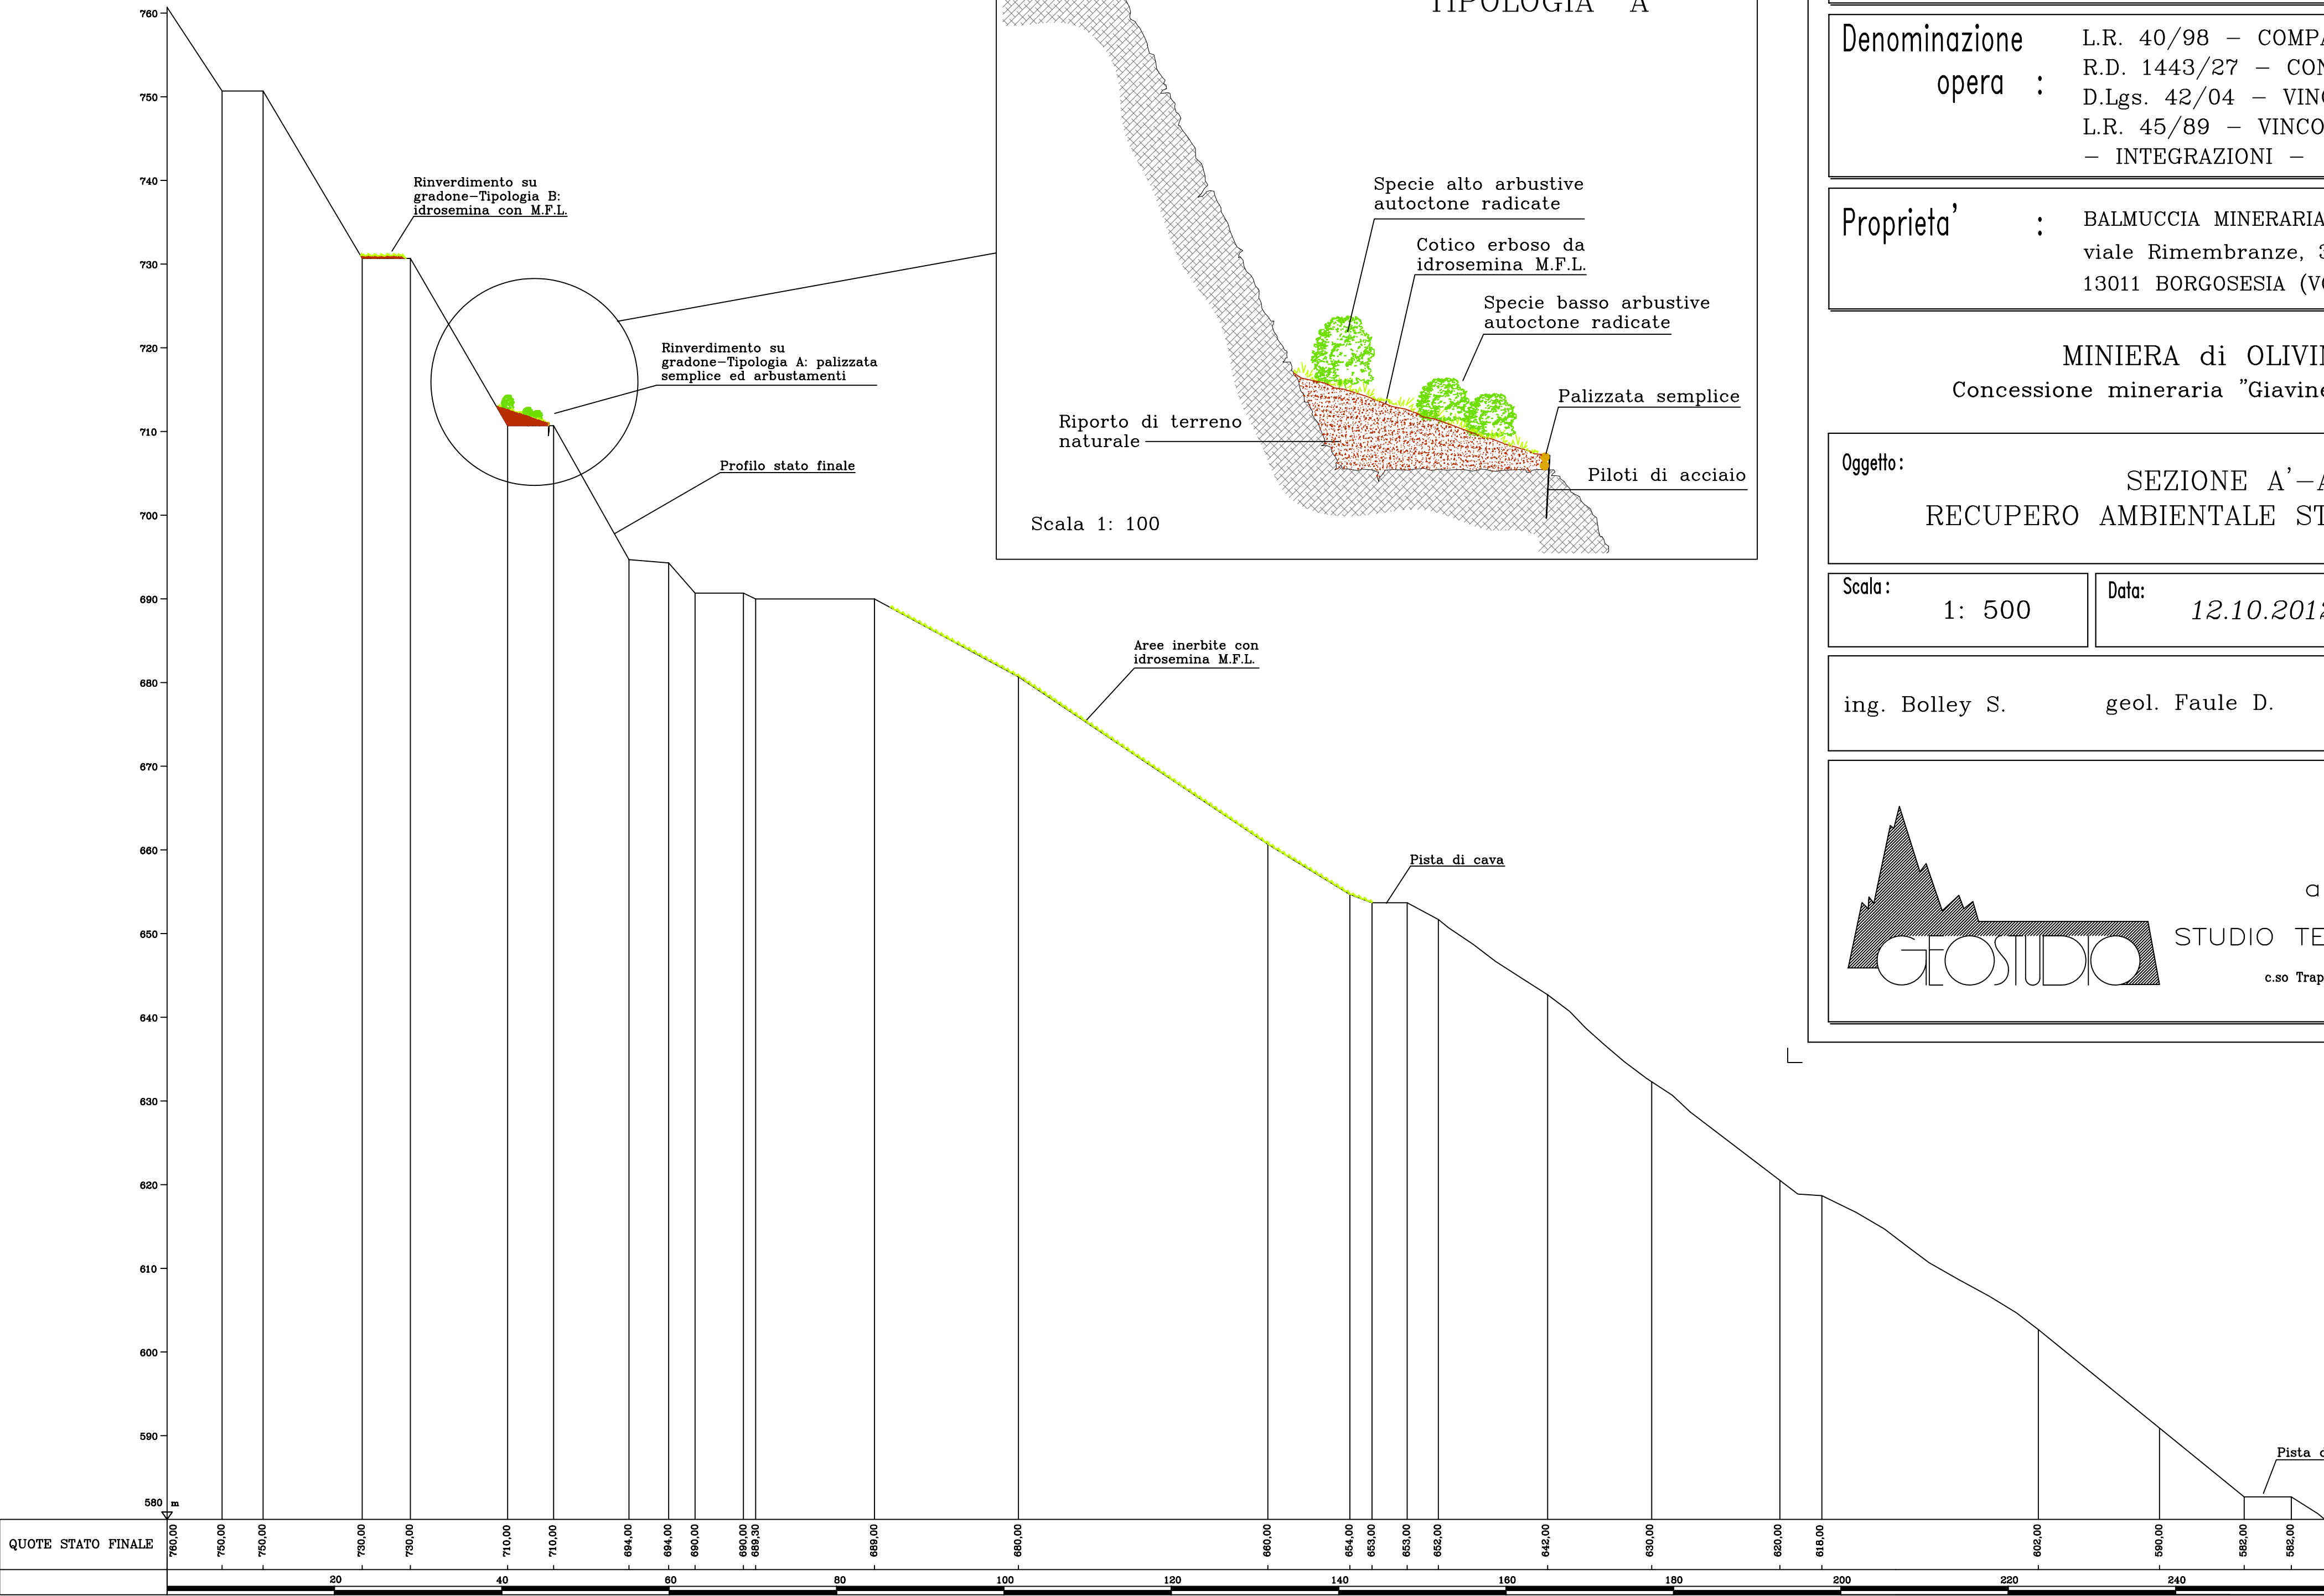 TIPOLOGIA A
Specie alto arbustive
autoctone radicate
Cotico erboso da
idrosemina M.F.L.
Specie basso arbustive
autoctone radicate
Palizzata semplice
Riporto di terreno
naturale
Piloti di acciaio
Scala 1: 100
Rinverdimento su
gradone-Tipologia B:
idrosemina con M.F.L.
Rinverdimento su
gradone-Tipologia A: palizzata
semplice ed arbustamenti
Profilo stato finale
Aree inerbite con
idrosemina M.F.L.
Pista di cava
Pista
760
750
740
730
720
710
700
690
680
670
660
650
640
630
620
610
600
590
580 m
QUOTE STATO FINALE
760,00 750,00 750,00 730,00 730,00 710,00 710,00 694,00 694,00 690,00 690,00 689,30 689,00 680,00 660,00 654,00 653,00 653,00 652,00 642,00 630,00 620,00 618,00 602,00 590,00 582,00 582,00
20 40 60 80 100 120 140 160 180 200 220 240
Denominazione
opera :
L.R. 40/98 –
R.D. 1443/27 –
D.Lgs. 42/04 –
L.R. 45/89 –
– INTEGRAZIONI –
Proprieta' :
BALMUCCIA MINERARIA
viale Rimembranze,
13011 BORGOSESIA
MINIERA di
Concessione mineraria
Oggetto:
SEZIONE
RECUPERO AMBIENTALE
Scala:
1: 500
Data:
12.10.201
ing. Bolley S. geol. Faule D.
GEOSTUDIO
STUDIO
c.so